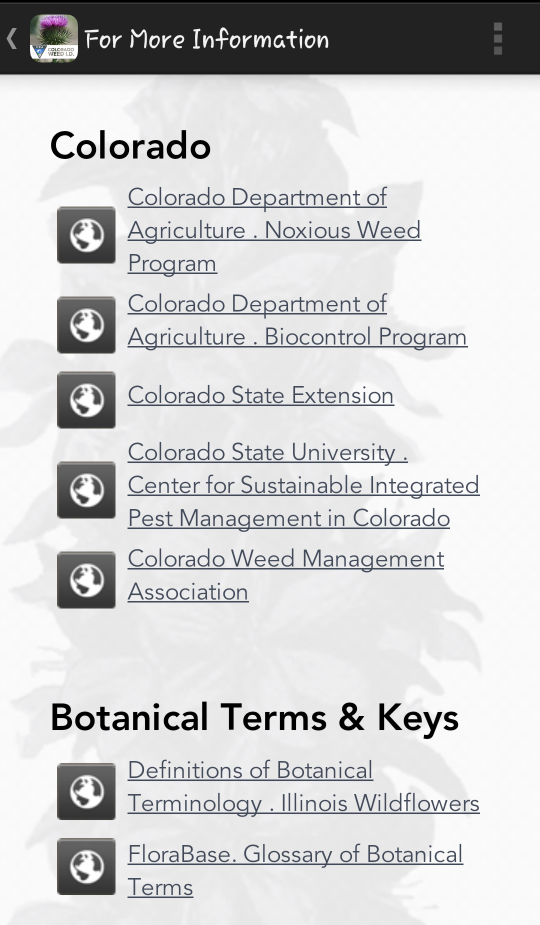 For More Information
COLORADO
WEED I.D.
Colorado
Colorado Department of
Agriculture . Noxious Weed
Program
Colorado Department of
Agriculture . Biocontrol Program
Colorado State Extension
Colorado State University .
Center for Sustainable Integrated
Pest Management in Colorado
Colorado Weed Management
Association
Botanical Terms & Keys
Definitions of Botanical
Terminology . Illinois Wildflowers
FloraBase. Glossary of Botanical
Terms